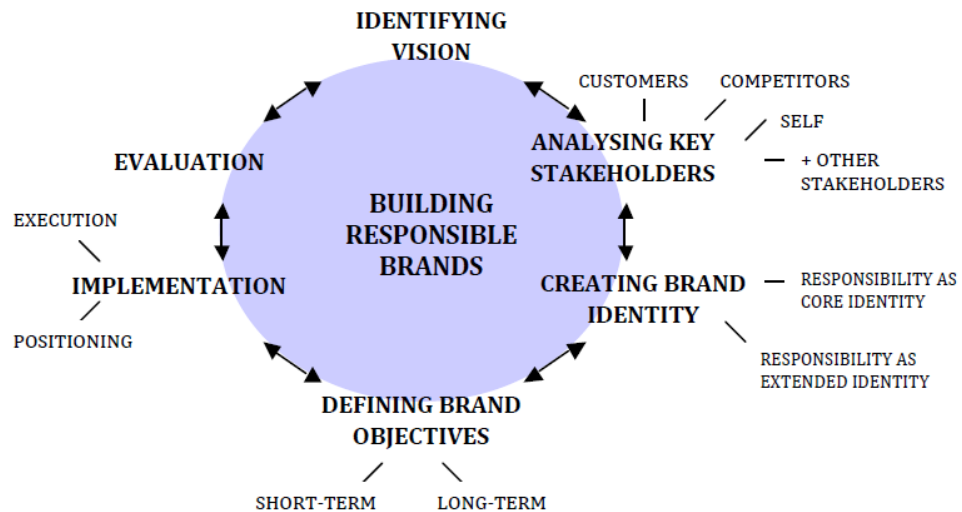 IDENTIFYING
VISION
CUSTOMERS
COMPETITORS
SELF
ANALYSING KEY
STAKEHOLDERS
+ OTHER
STAKEHOLDERS
EVALUATION
BUILDING
RESPONSIBLE
BRANDS
EXECUTION
IMPLEMENTATION
POSITIONING
CREATING BRAND
IDENTITY
RESPONSIBILITY AS
CORE IDENTITY
RESPONSIBILITY AS
EXTENDED IDENTITY
DEFINING BRAND
OBJECTIVES
SHORT-TERM
LONG-TERM